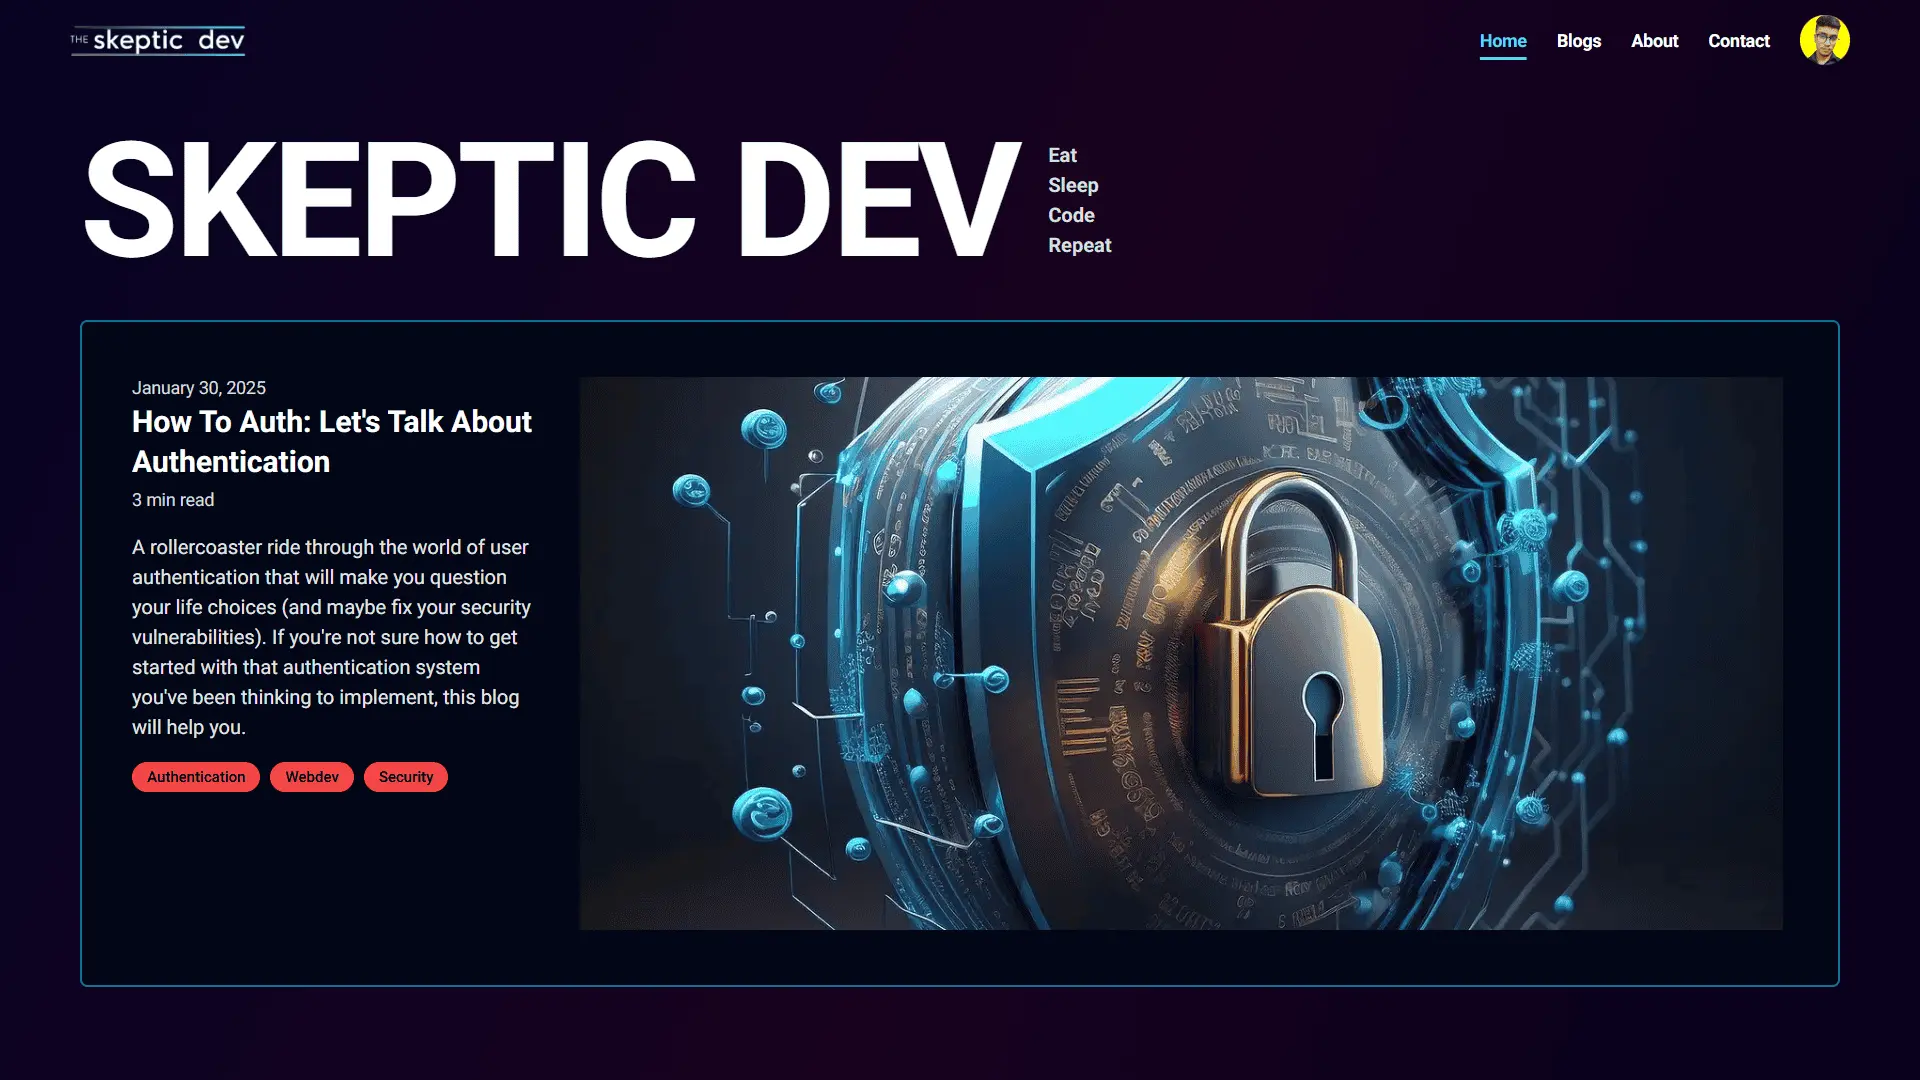 THE skeptic dev
Home Blogs About Contact
SKEPTIC DEV
Eat
Sleep
Code
Repeat
January 30, 2025
How To Auth: Let's Talk About
Authentication
3 min read
A rollercoaster ride through the world of user
authentication that will make you question
your life choices (and maybe fix your security
vulnerabilities). If you're not sure how to get
started with that authentication system
you've been thinking to implement, this blog
will help you.
Authentication Webdev Security